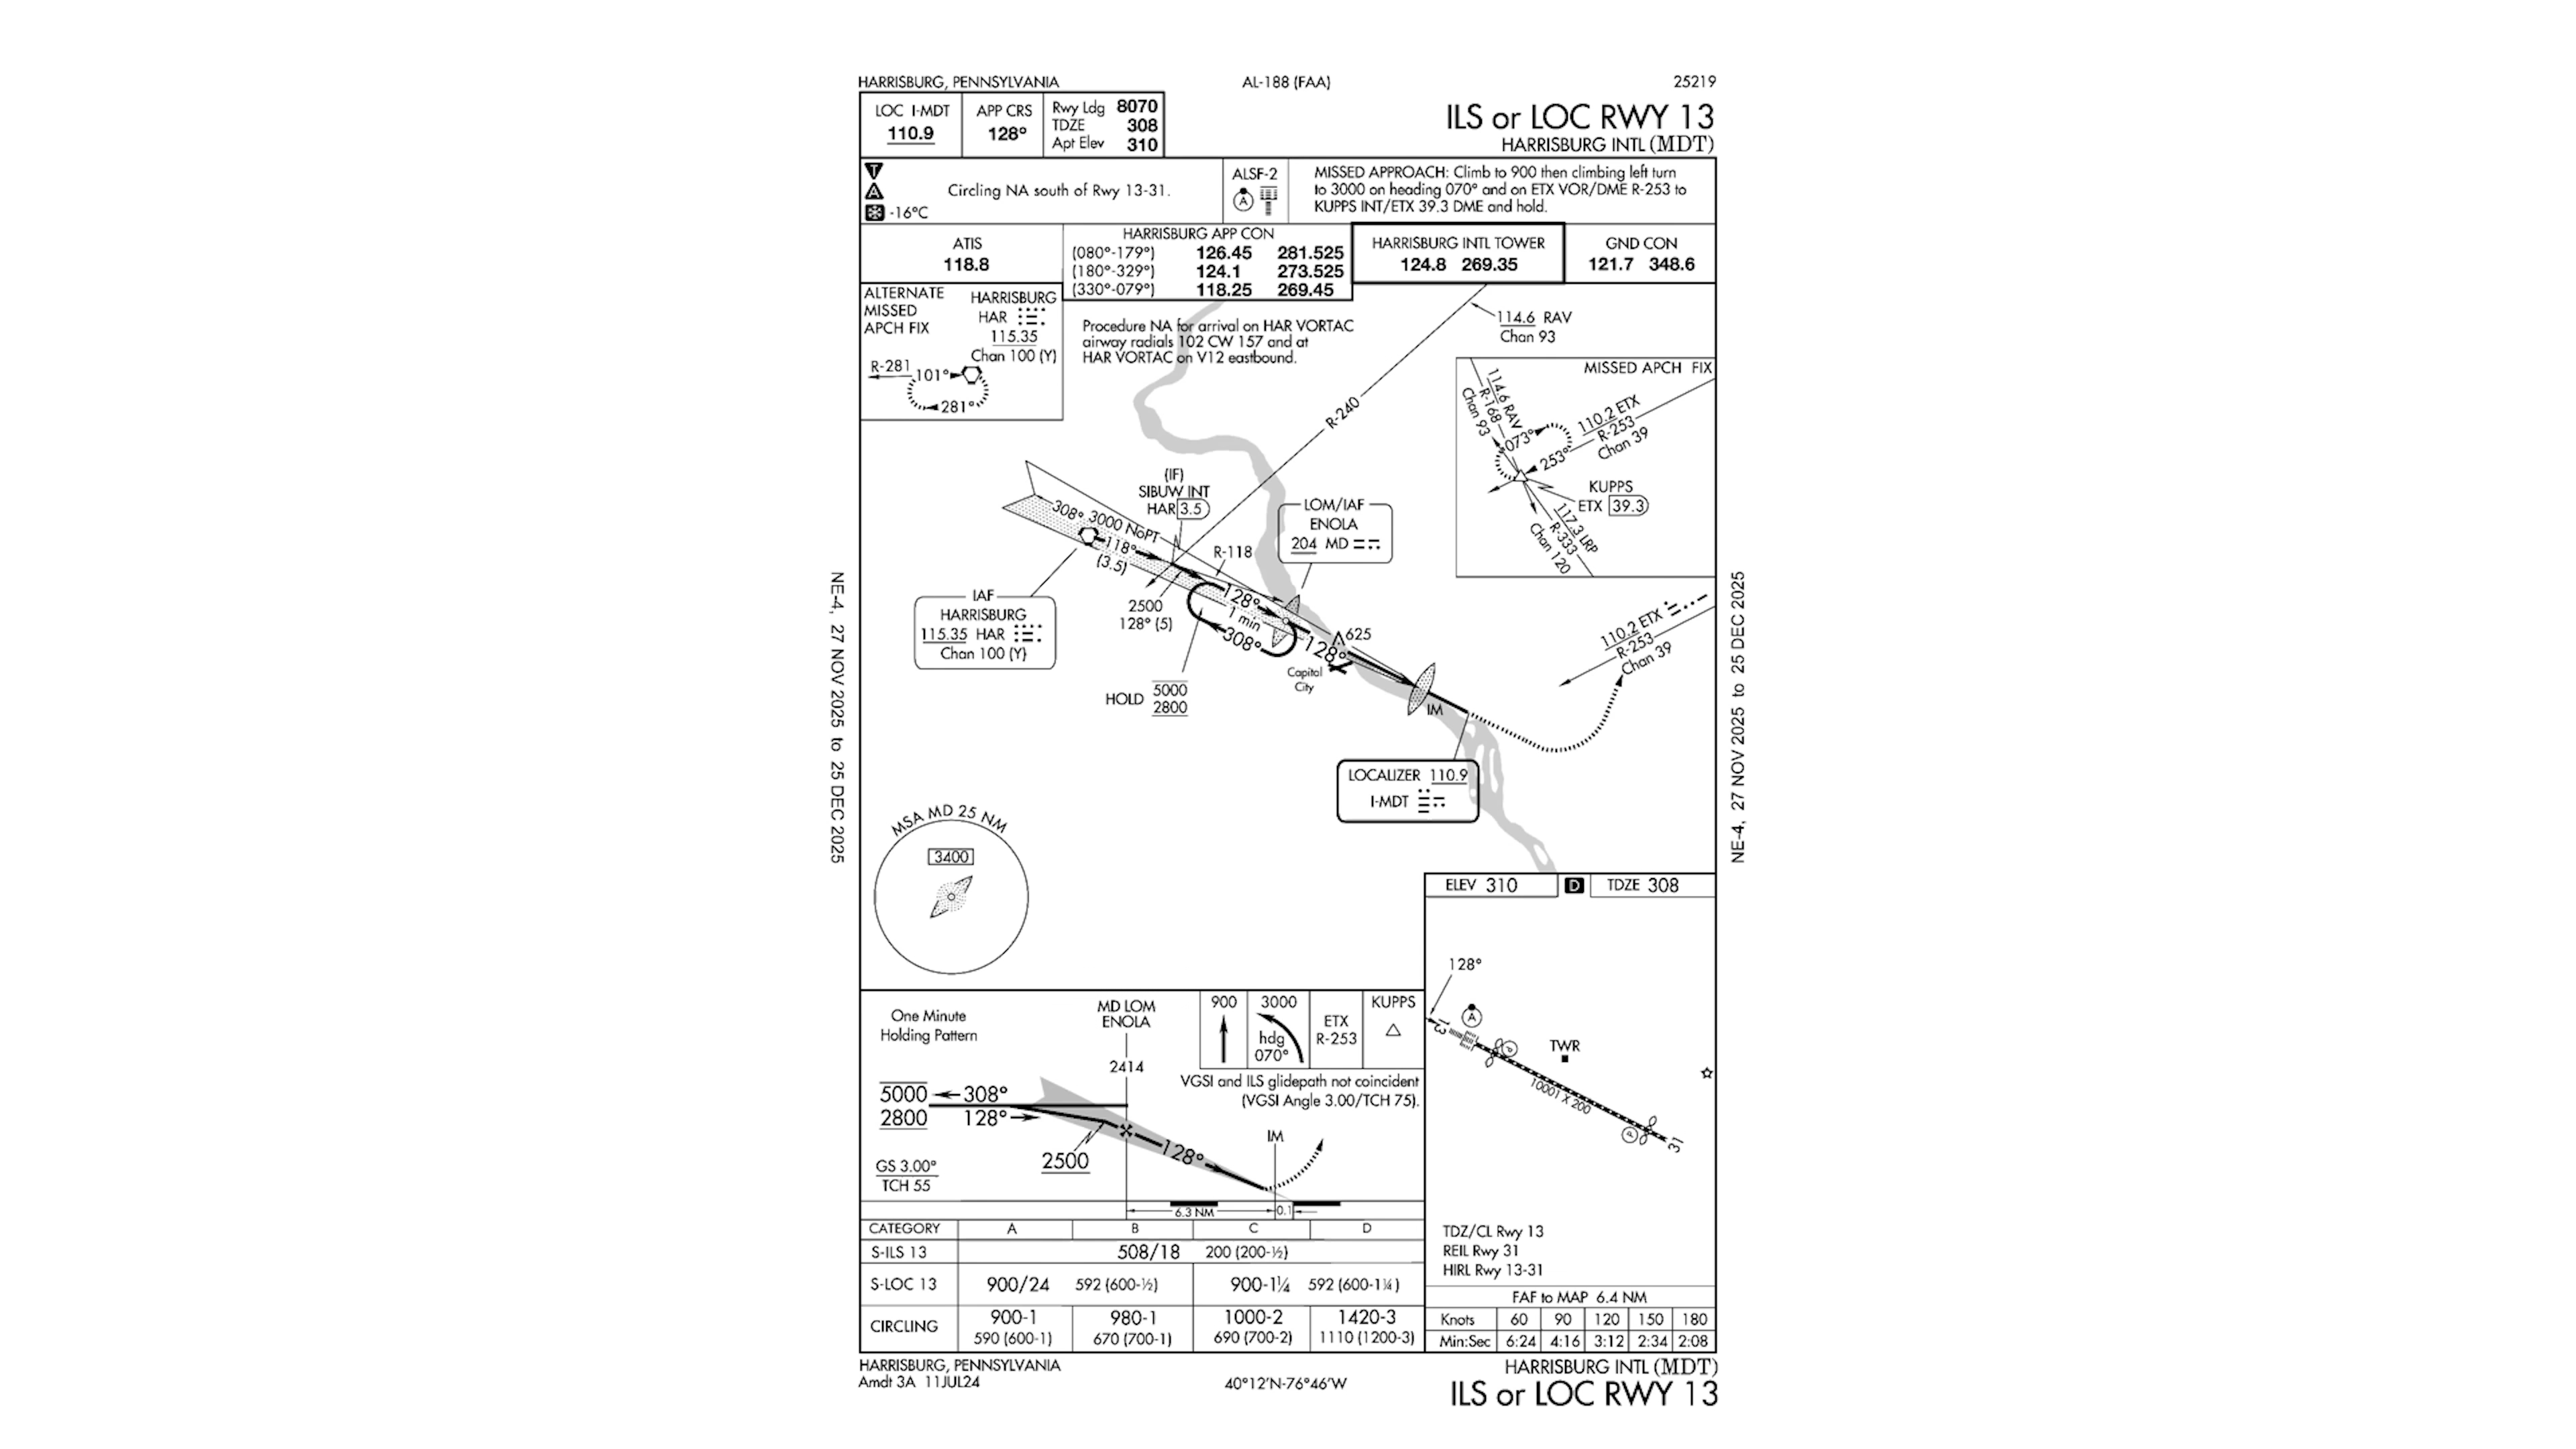 HARRISBURG, PENNSYLVANIA
AL-188 (FAA)
25219
LOC I-MDT
110.9
APP CRS
128°
Rwy Ldg 8070
TDZE 308
Apt Elev 310
ILS or LOC RWY 13
HARRISBURG INTL (MDT)
T
A
-16°C
Circling NA south of Rwy 13-31.
ALSF-2
A
MISSED APPROACH: Climb to 900 then climbing left turn
to 3000 on heading 070° and on ETX VOR/DME R-253 to
KUPPS INT/ETX 39.3 DME and hold.
ATIS
118.8
HARRISBURG APP CON
(080°-179°) 126.45 281.525
(180°-329°) 124.1 273.525
(330°-079°) 118.25 269.45
HARRISBURG INTL TOWER
124.8 269.35
GND CON
121.7 348.6
ALTERNATE
MISSED
APCH FIX
HARRISBURG
HAR
115.35
Chan 100 (Y)
R-281
101°
281°
Procedure NA for arrival on HAR VORTAC
airway radials 102 CW 157 and at
HAR VORTAC on V12 eastbound.
114.6 RAV
Chan 93
R-240
MISSED APCH FIX
114.6 RAV
R-168
Chan 93
110.2 ETX
R-253
Chan 39
073°
253°
KUPPS
ETX 39.3
117.3 LRP
R-333
Chan 120
(IF)
SIBUW INT
HAR 3.5
LOM/IAF
ENOLA
204 MD
308° 3000 NoPT
118°
(3.5)
R-118
IAF
HARRISBURG
115.35 HAR
Chan 100 (Y)
2500
128° (5)
128°
1 min
308°
128°
625
Capital
City
HOLD 5000
2800
IM
110.2 ETX
R-253
Chan 39
LOCALIZER 110.9
I-MDT
MSA MD 25 NM
3400
NE-4, 27 NOV 2025 to 25 DEC 2025
NE-4, 27 NOV 2025 to 25 DEC 2025
ELEV 310
D
TDZE 308
128°
A
13
P
TWR
10001 X 200
P
31
TDZ/CL Rwy 13
REIL Rwy 31
HIRL Rwy 13-31
One Minute
Holding Pattern
MD LOM
ENOLA
2414
900
3000
hdg
070°
ETX
R-253
KUPPS
VGSI and ILS glidepath not coincident
(VGSI Angle 3.00/TCH 75).
5000 308°
2800 128°
2500
128°
IM
GS 3.00°
TCH 55
6.3 NM
0.1
CATEGORY A B C D
S-ILS 13 508/18 200 (200-½)
S-LOC 13 900/24 592 (600-½) 900-1¼ 592 (600-1¼)
CIRCLING
900-1
590 (600-1)
980-1
670 (700-1)
1000-2
690 (700-2)
1420-3
1110 (1200-3)
FAF to MAP 6.4 NM
Knots 60 90 120 150 180
Min:Sec 6:24 4:16 3:12 2:34 2:08
HARRISBURG, PENNSYLVANIA
Amdt 3A 11JUL24
40°12'N-76°46'W
HARRISBURG INTL (MDT)
ILS or LOC RWY 13